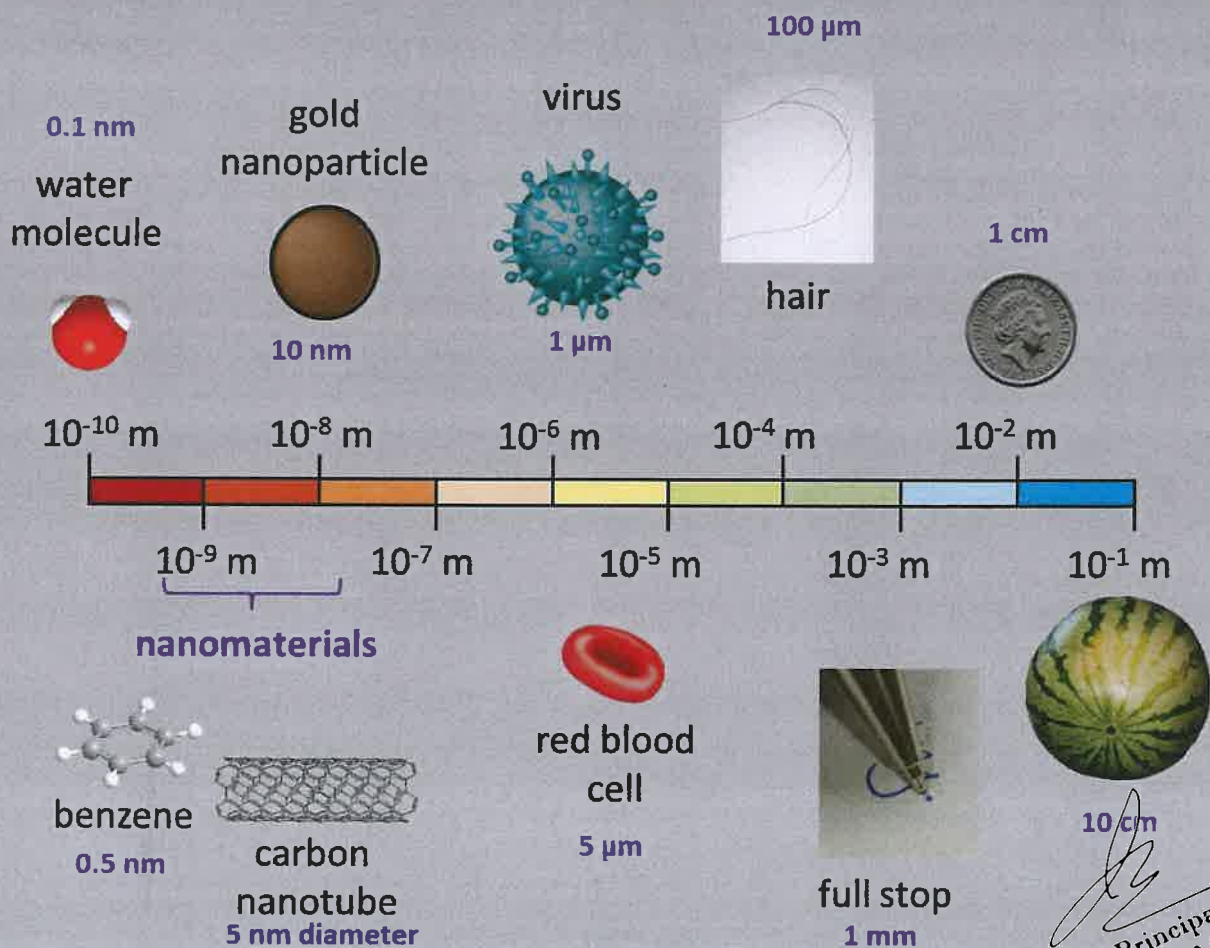 100 µm
virus
gold
nanoparticle
0.1 nm
water
molecule
1 cm
hair
10 nm
1 µm
10⁻¹⁰ m
10⁻⁸ m
10⁻⁶ m
10⁻⁴ m
10⁻² m
10⁻⁹ m
10⁻⁷ m
10⁻⁵ m
10⁻³ m
10⁻¹ m
nanomaterials
red blood
cell
benzene
0.5 nm
carbon
nanotube
5 nm diameter
5 µm
10 cm
full stop
1 mm